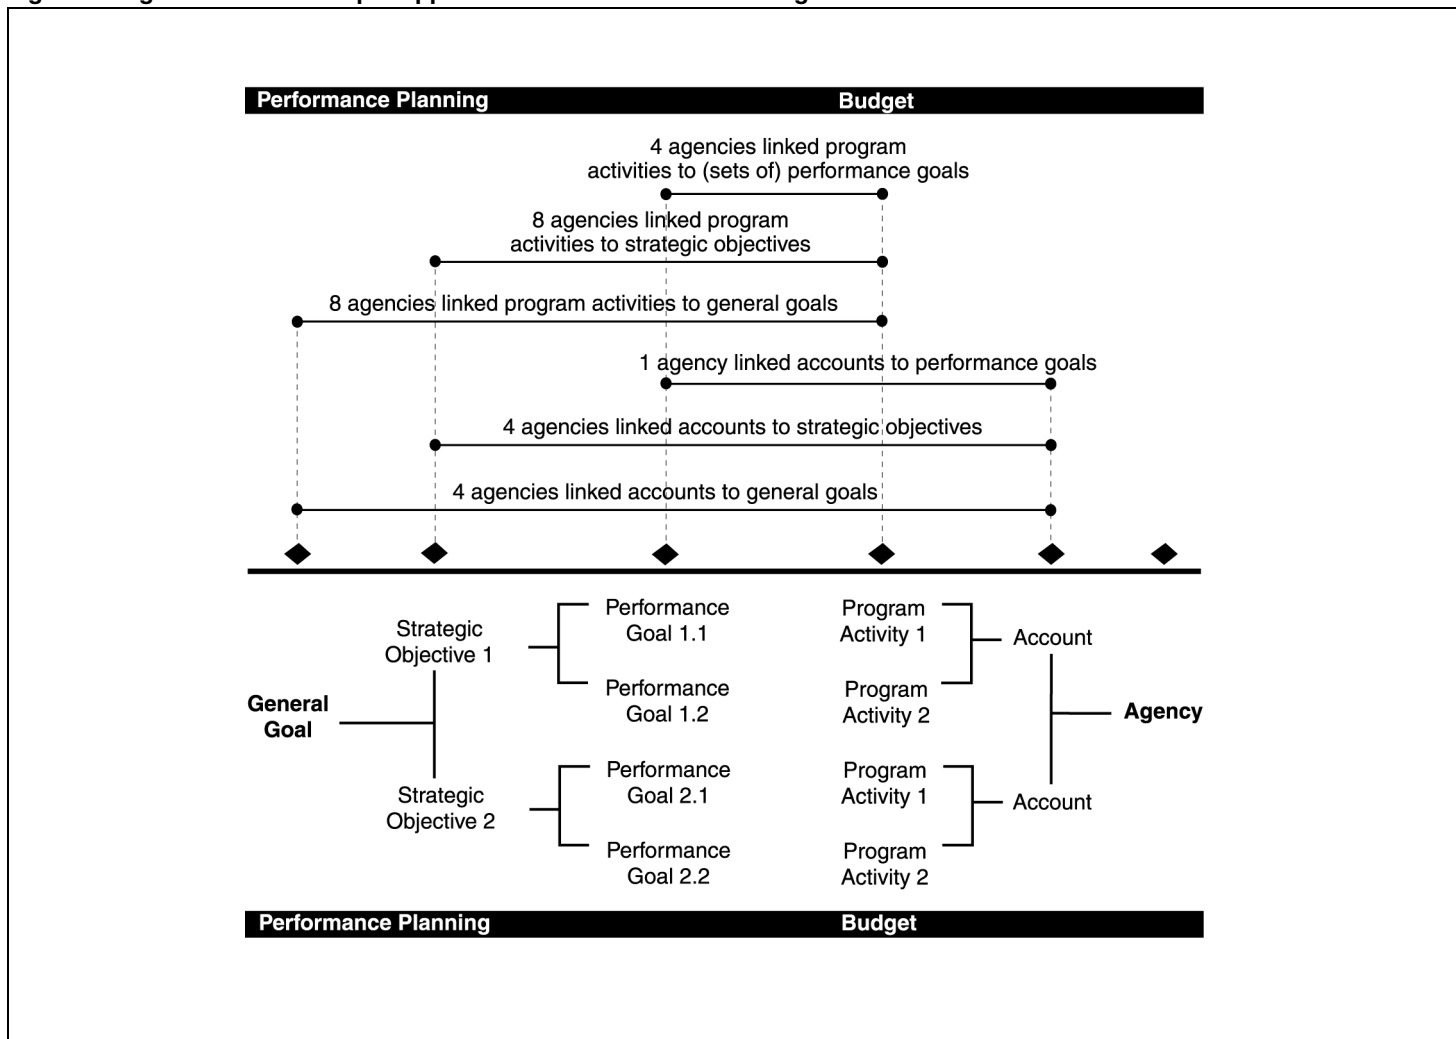 Performance Planning Budget
4 agencies linked program
activities to (sets of) performance goals
8 agencies linked program
activities to strategic objectives
8 agencies linked program activities to general goals
1 agency linked accounts to performance goals
4 agencies linked accounts to strategic objectives
4 agencies linked accounts to general goals
General
Goal
Strategic
Objective 1
Strategic
Objective 2
Performance
Goal 1.1
Performance
Goal 1.2
Performance
Goal 2.1
Performance
Goal 2.2
Program
Activity 1
Program
Activity 2
Program
Activity 1
Program
Activity 2
Account
Account
Agency
Performance Planning Budget